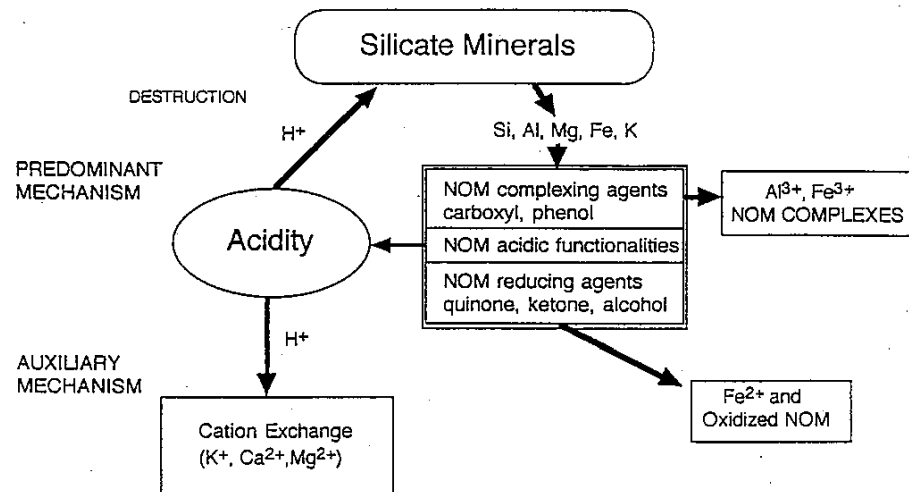 Silicate Minerals
DESTRUCTION
H⁺
Si, Al, Mg, Fe, K
PREDOMINANT
MECHANISM
NOM complexing agents
carboxyl, phenol
Al³⁺, Fe³⁺
NOM COMPLEXES
Acidity
NOM acidic functionalities
NOM reducing agents
quinone, ketone, alcohol
H⁺
AUXILIARY
MECHANISM
Fe²⁺ and
Oxidized NOM
Cation Exchange
(K⁺, Ca²⁺,Mg²⁺)